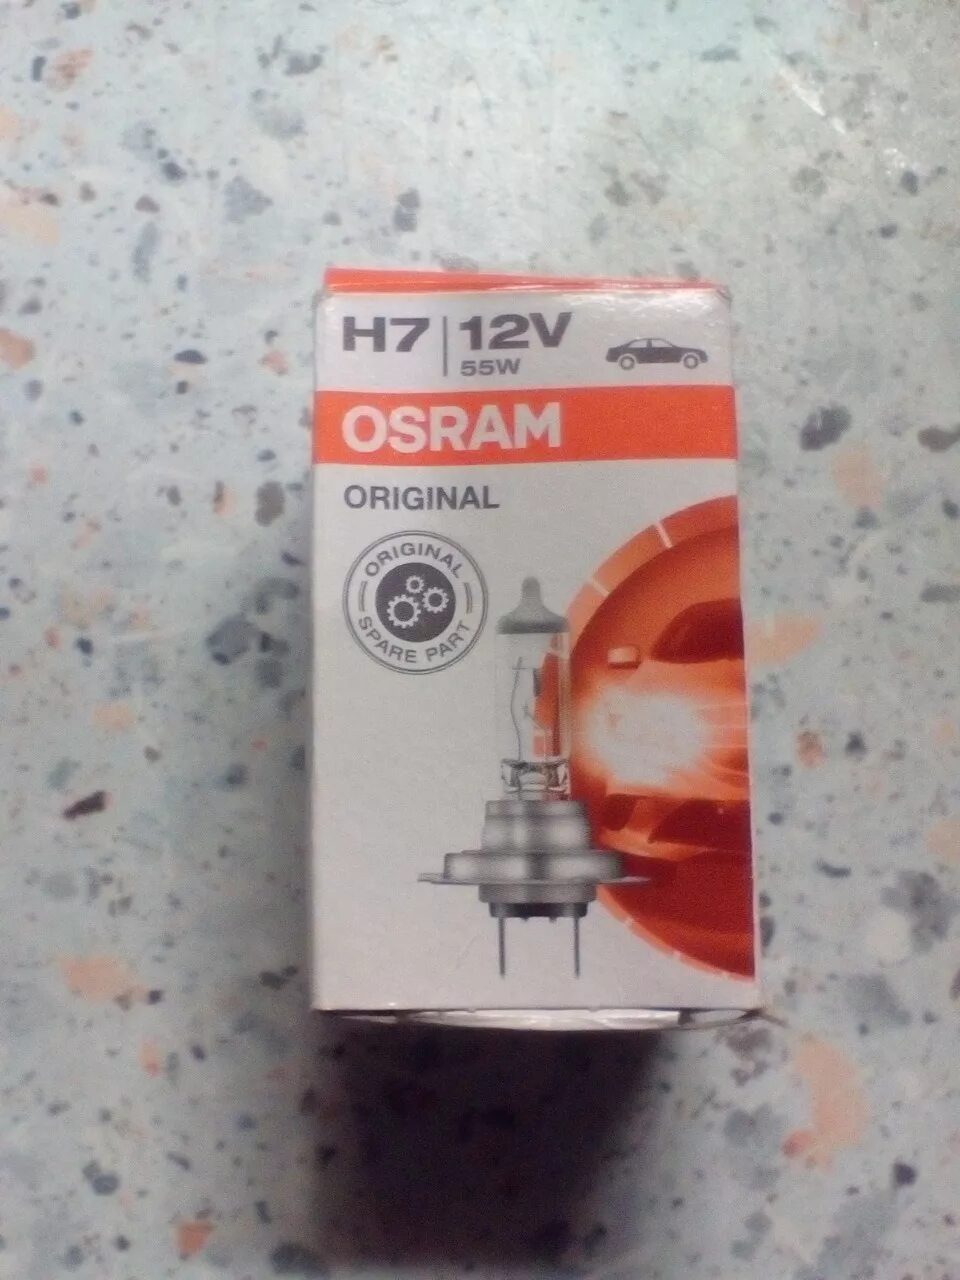 H7 12V
55W
OSRAM
ORIGINAL
ORIGINAL
SPARE PART